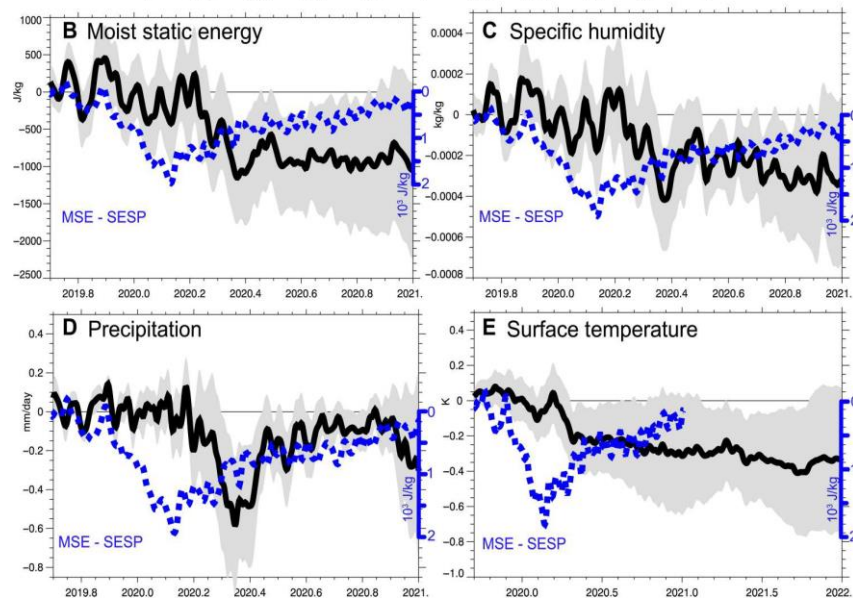 B Moist static energy
1000
500
0
−500
−1000
−1500
−2000
−2500
J/kg
0
1
2
10³ J/kg
MSE - SESP
2019.8 2020.0 2020.2 2020.4 2020.6 2020.8 2021.
C Specific humidity
0.0004
0.0002
0
−0.0002
−0.0004
−0.0006
−0.0008
kg/kg
2
10³ J/kg
MSE - SESP
2019.8 2020.0 2020.2 2020.4 2020.6 2020.8 2021.
D Precipitation
0.4
0.2
0
−0.2
−0.4
−0.6
−0.8
mm/day
0
1
2
10³ J/kg
MSE - SESP
2019.8 2020.0 2020.2 2020.4 2020.6 2020.8 2021.
E Surface temperature
0.4
0.2
0
−0.2
−0.4
−0.6
−0.8
−1.0
K
0
1
2
10³ J/kg
MSE - SESP
2020.0 2020.5 2021.0 2021.5 2022.